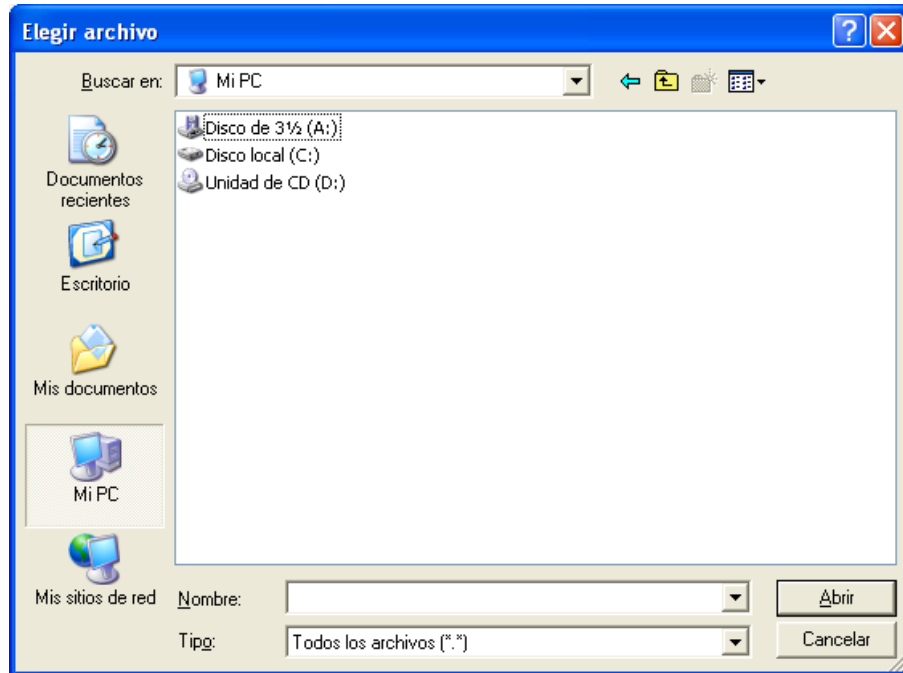 Elegir archivo
Buscar en:
Mi PC
Disco de 3½ (A:)
Disco local (C:)
Unidad de CD (D:)
Documentos
recientes
Escritorio
Mis documentos
Mi PC
Mis sitios de red
Nombre:
Abrir
Tipo:
Todos los archivos (*.*)
Cancelar